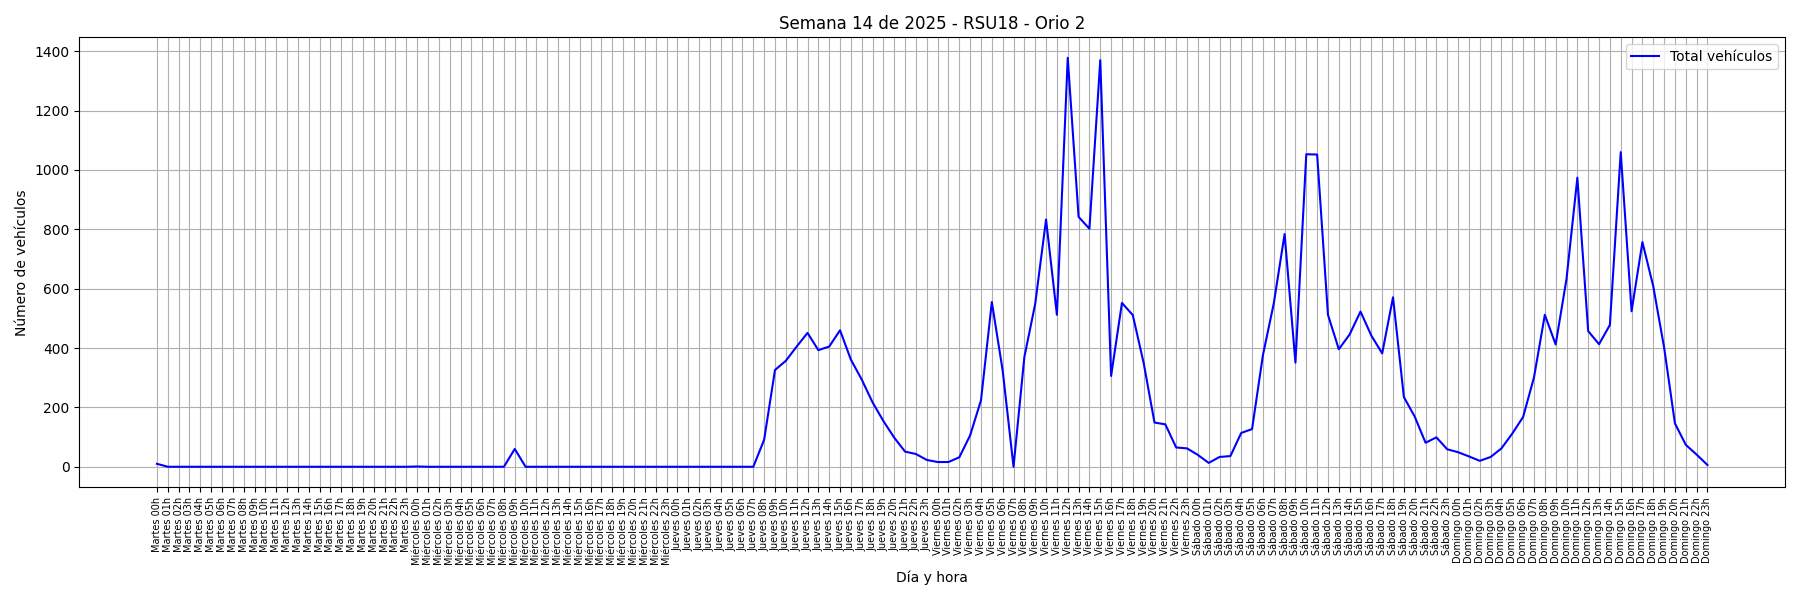 Semana 14 de 2025 - RSU18 - Orio 2
Total vehículos
Número de vehículos
1400
1200
1000
800
600
400
200
0
Martes 00h
Martes 01h
Martes 02h
Martes 03h
Martes 04h
Martes 05h
Martes 06h
Martes 07h
Martes 08h
Martes 09h
Martes 10h
Martes 11h
Martes 12h
Martes 13h
Martes 14h
Martes 15h
Martes 16h
Martes 17h
Martes 18h
Martes 19h
Martes 20h
Martes 21h
Martes 22h
Martes 23h
Miércoles 00h
Miércoles 01h
Miércoles 02h
Miércoles 03h
Miércoles 04h
Miércoles 05h
Miércoles 06h
Miércoles 07h
Miércoles 08h
Miércoles 09h
Miércoles 10h
Miércoles 11h
Miércoles 12h
Miércoles 13h
Miércoles 14h
Miércoles 15h
Miércoles 16h
Miércoles 17h
Miércoles 18h
Miércoles 19h
Miércoles 20h
Miércoles 21h
Miércoles 22h
Miércoles 23h
Jueves 00h
Jueves 01h
Jueves 02h
Jueves 03h
Jueves 04h
Jueves 05h
Jueves 06h
Jueves 07h
Jueves 08h
Jueves 09h
Jueves 10h
Jueves 11h
Jueves 12h
Jueves 13h
Jueves 14h
Jueves 15h
Jueves 16h
Jueves 17h
Jueves 18h
Jueves 19h
Jueves 20h
Jueves 21h
Jueves 22h
Jueves 23h
Viernes 00h
Viernes 01h
Viernes 02h
Viernes 03h
Viernes 04h
Viernes 05h
Viernes 06h
Viernes 07h
Viernes 08h
Viernes 09h
Viernes 10h
Viernes 11h
Viernes 12h
Viernes 13h
Viernes 14h
Viernes 15h
Viernes 16h
Viernes 17h
Viernes 18h
Viernes 19h
Viernes 20h
Viernes 21h
Viernes 22h
Viernes 23h
Sábado 00h
Sábado 01h
Sábado 02h
Sábado 03h
Sábado 04h
Sábado 05h
Sábado 06h
Sábado 07h
Sábado 08h
Sábado 09h
Sábado 10h
Sábado 11h
Sábado 12h
Sábado 13h
Sábado 14h
Sábado 15h
Sábado 16h
Sábado 17h
Sábado 18h
Sábado 19h
Sábado 20h
Sábado 21h
Sábado 22h
Sábado 23h
Domingo 00h
Domingo 01h
Domingo 02h
Domingo 03h
Domingo 04h
Domingo 05h
Domingo 06h
Domingo 07h
Domingo 08h
Domingo 09h
Domingo 10h
Domingo 11h
Domingo 12h
Domingo 13h
Domingo 14h
Domingo 15h
Domingo 16h
Domingo 17h
Domingo 18h
Domingo 19h
Domingo 20h
Domingo 21h
Domingo 22h
Domingo 23h
Día y hora